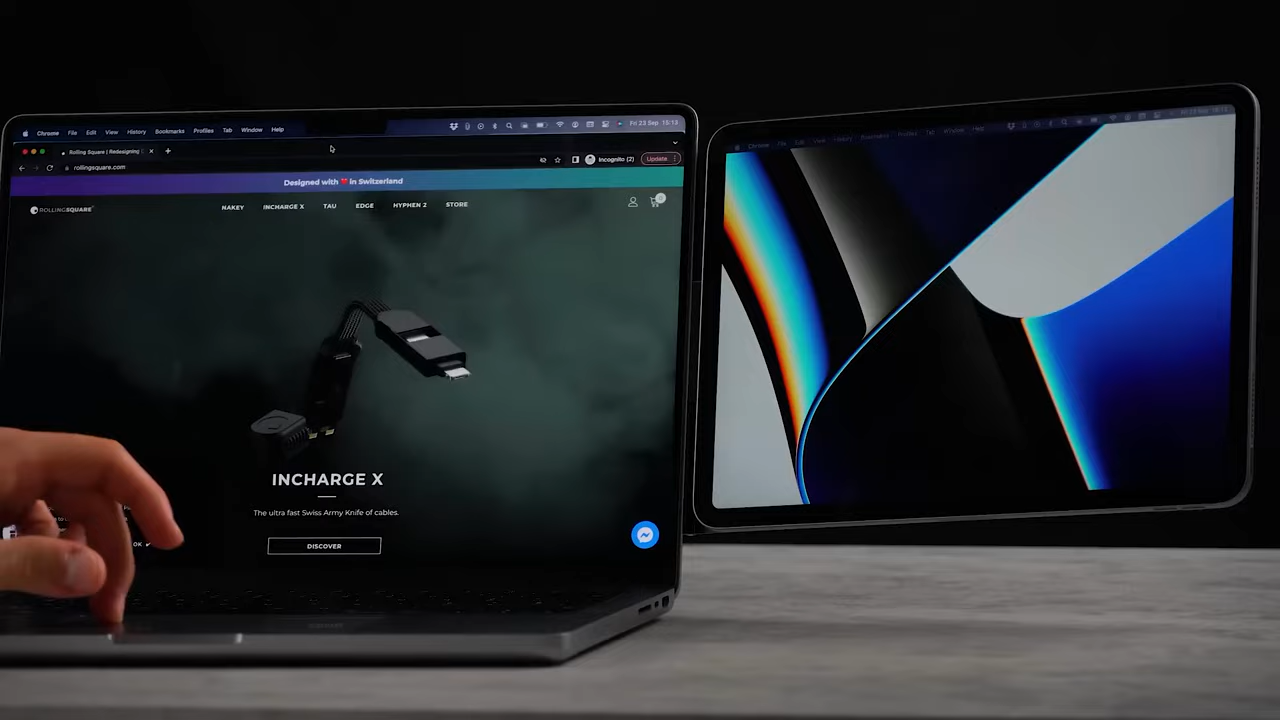 Chrome File Edit View History Bookmarks Profiles Tab Window Help Fri 23 Sep 15:13
Rolling Square | Redesigning
rollingsquare.com Incognito (2) Update
Designed with ❤ in Switzerland
ROLLINGSQUARE NAKEY INCHARGE X TAU EDGE HYPHEN 2 STORE 0
INCHARGE X
The ultra fast Swiss Army Knife of cables.
DISCOVER
OK ✔